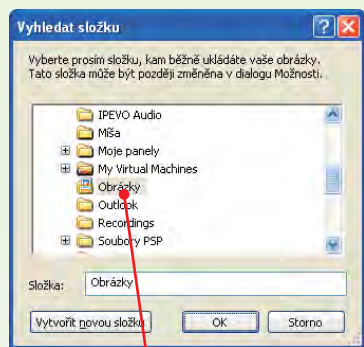 Vyhledat složku
Vyberte prosím složku, kam běžně ukládáte vaše obrázky.
Tato složka může být později změněna v dialogu Možnosti.
IPEVO Audio
Míša
Moje panely
My Virtual Machines
Obrázky
Outlook
Recordings
Soubory PSP
Složka: Obrázky
Vytvořit novou složku OK Storno